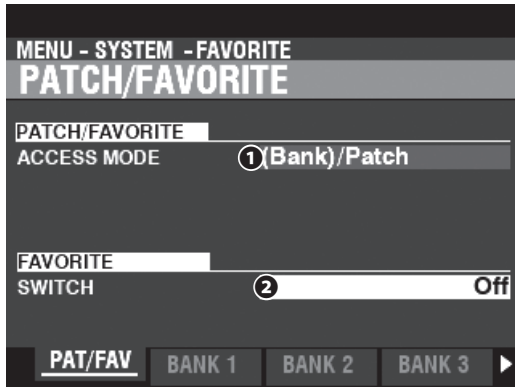 MENU - SYSTEM - FAVORITE
PATCH/FAVORITE
PATCH/FAVORITE
ACCESS MODE 1 (Bank)/Patch
FAVORITE
SWITCH 2 Off
PAT/FAV BANK 1 BANK 2 BANK 3